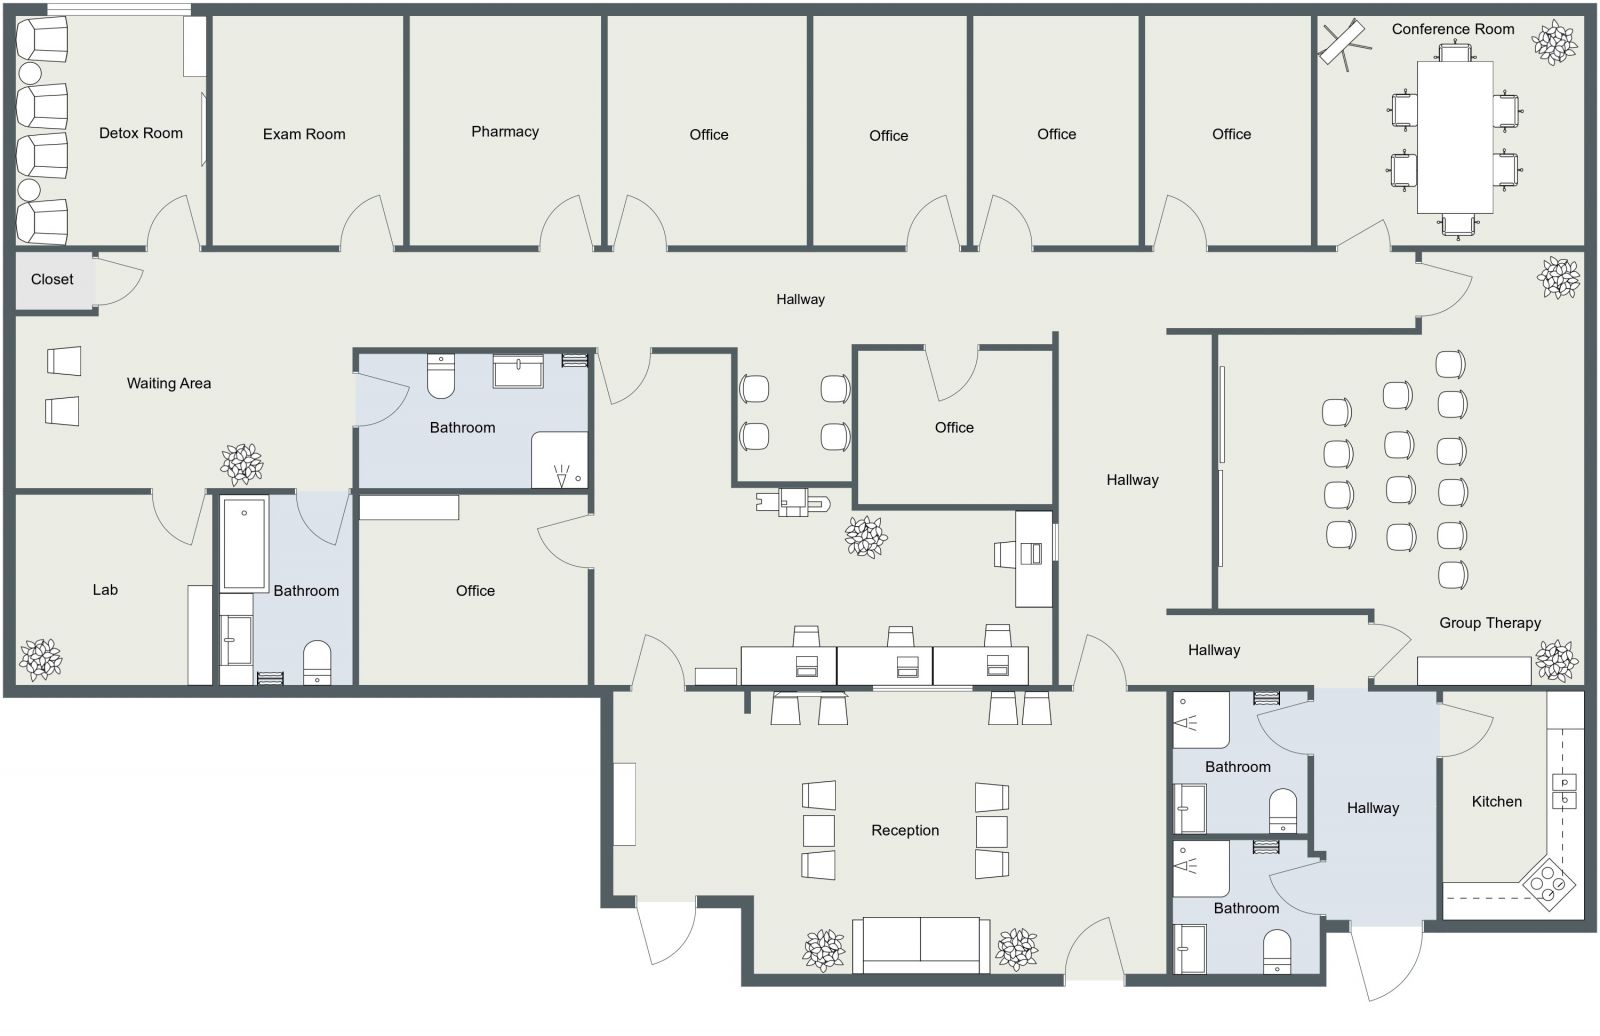 Conference Room
Detox Room
Exam Room
Pharmacy
Office
Office
Office
Office
Closet
Hallway
Waiting Area
Bathroom
Office
Hallway
Lab
Bathroom
Office
Group Therapy
Hallway
Bathroom
Reception
Hallway
Kitchen
Bathroom